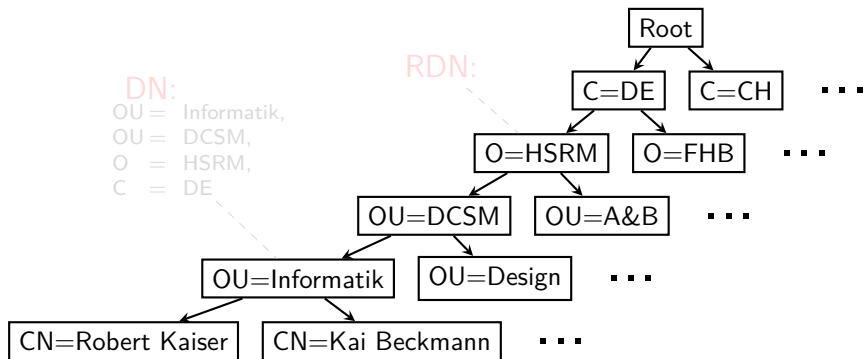 Root
RDN:
DN:
C=DE C=CH ...
OU = Informatik,
OU = DCSM,
O = HSRM,
C = DE
O=HSRM O=FHB ...
OU=DCSM OU=A&B ...
OU=Informatik OU=Design ...
CN=Robert Kaiser CN=Kai Beckmann ...